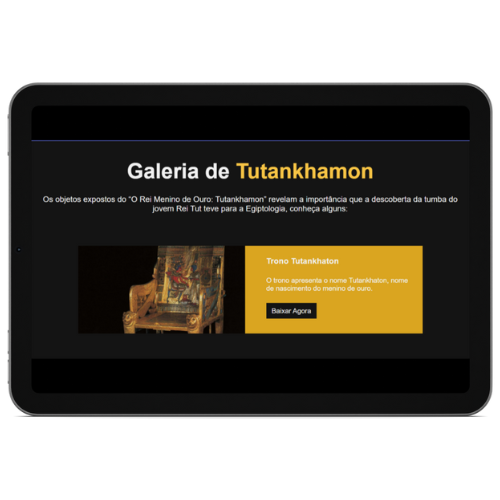 Galeria de Tutankhamon
Os objetos expostos do "O Rei Menino de Ouro: Tutankhamon" revelam a importância que a descoberta da tumba do
jovem Rei Tut teve para a Egiptologia, conheça alguns:
Trono Tutankhaton
O trono apresenta o nome Tutankhaton, nome
de nascimento do menino de ouro.
Baixar Agora